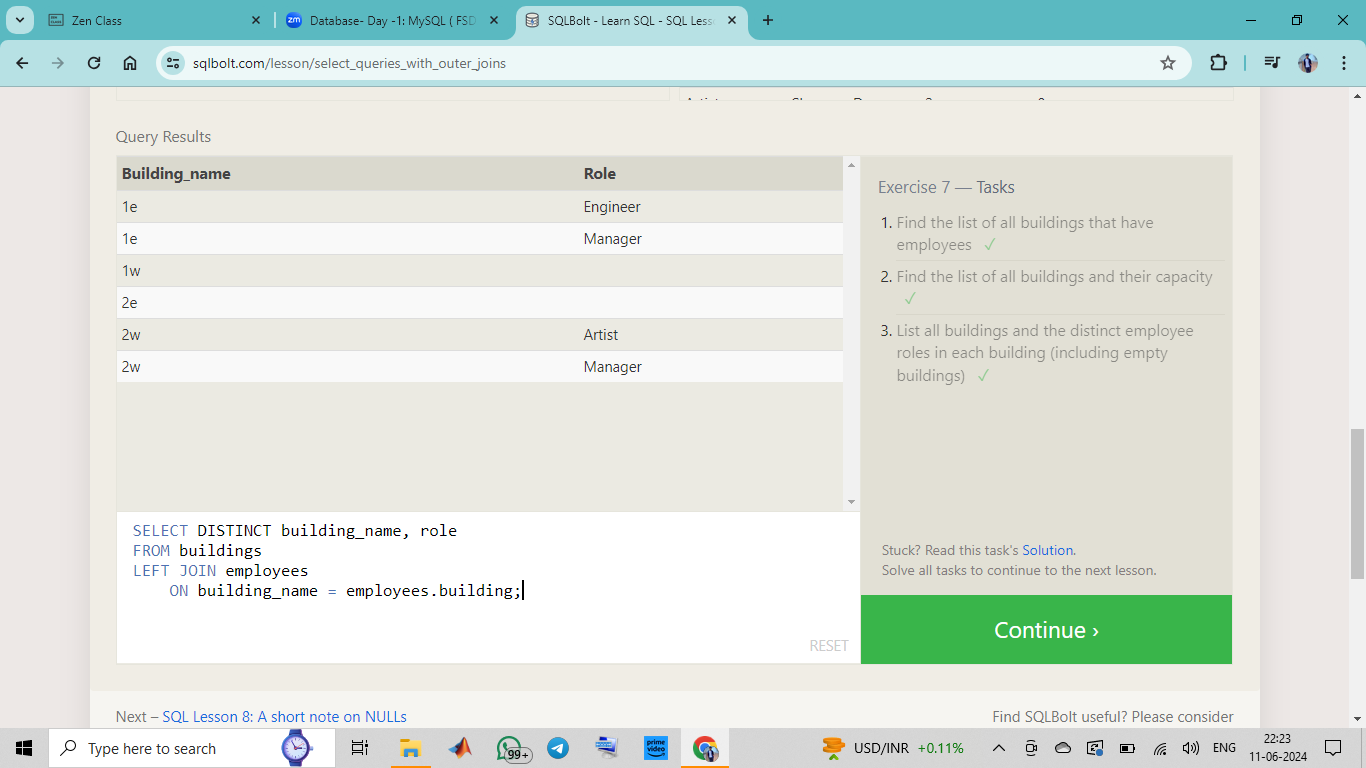 Zen Class
zm Database- Day -1: MySQL ( FSD
SQLBolt - Learn SQL - SQL Less
sqlbolt.com/lesson/select_queries_with_outer_joins
Query Results
Building_name Role
1e Engineer
1e Manager
1w
2e
2w Artist
2w Manager
SELECT DISTINCT building_name, role
FROM buildings
LEFT JOIN employees
ON building_name = employees.building;
RESET
Exercise 7 — Tasks
1. Find the list of all buildings that have
employees ✓
2. Find the list of all buildings and their capacity
✓
3. List all buildings and the distinct employee
roles in each building (including empty
buildings) ✓
Stuck? Read this task's Solution.
Solve all tasks to continue to the next lesson.
Continue ›
Next – SQL Lesson 8: A short note on NULLs
Find SQLBolt useful? Please consider
Type here to search
99+
prime
video
USD/INR +0.11%
ENG
22:23
11-06-2024